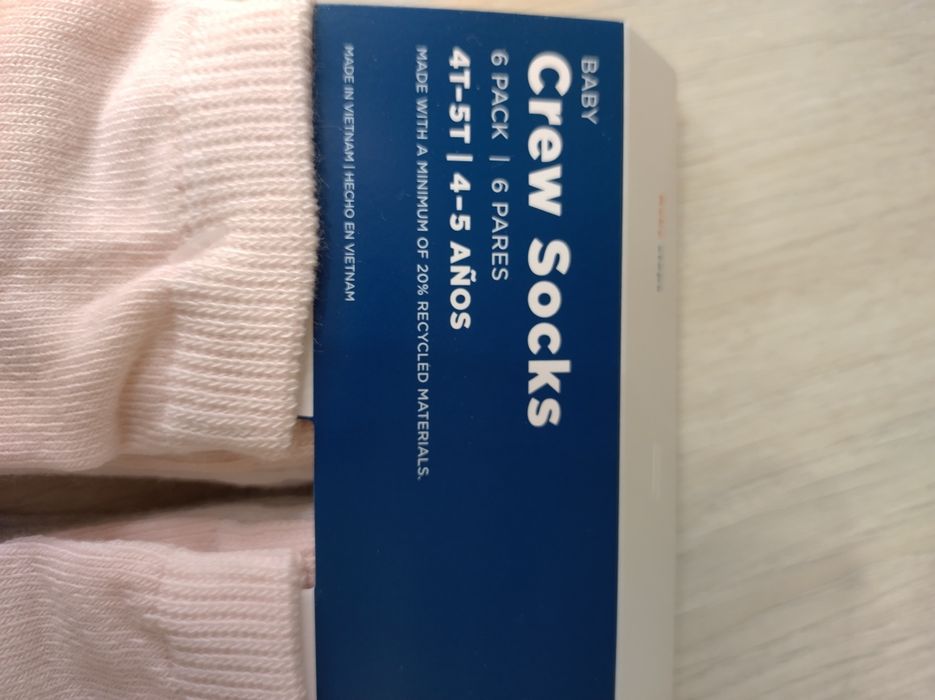 BABY
Crew Socks
6 PACK | 6 PARES
4T-5T | 4-5 AÑOS
MADE WITH A MINIMUM OF 20% RECYCLED MATERIALS.
MADE IN VIETNAM | HECHO EN VIETNAM